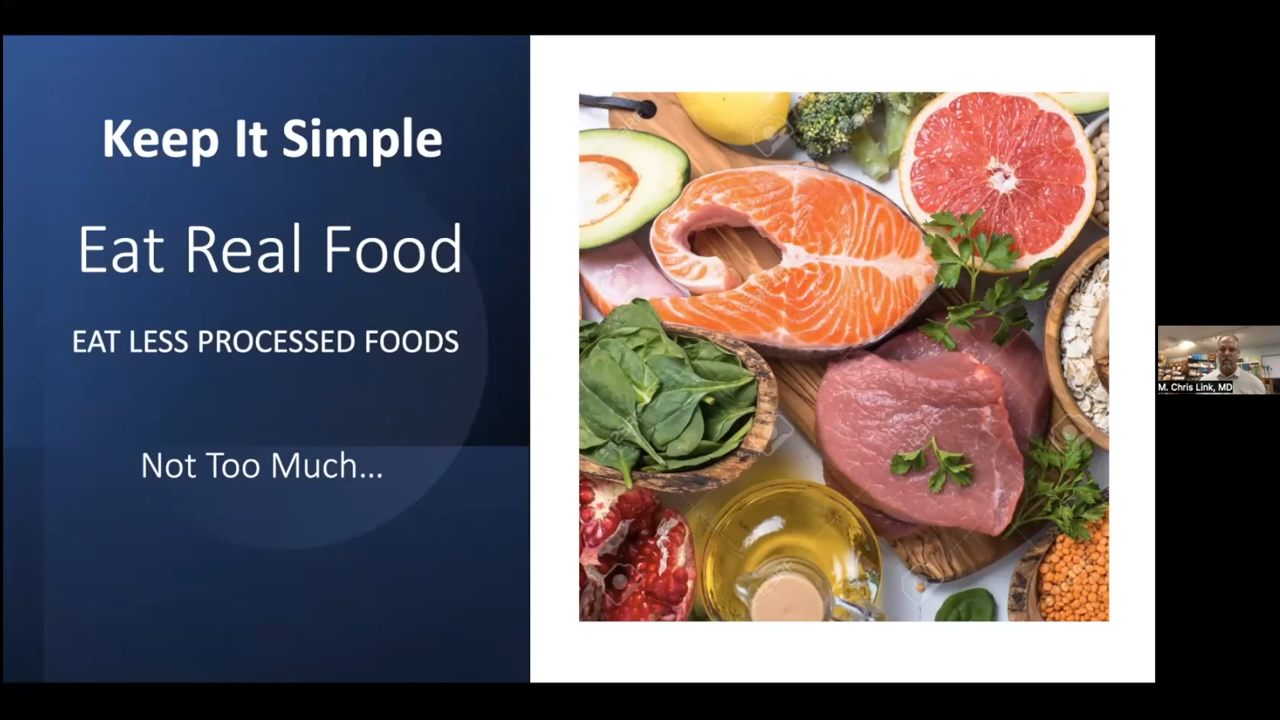 Keep It Simple
Eat Real Food
EAT LESS PROCESSED FOODS
Not Too Much...
M. Chris Link, MD